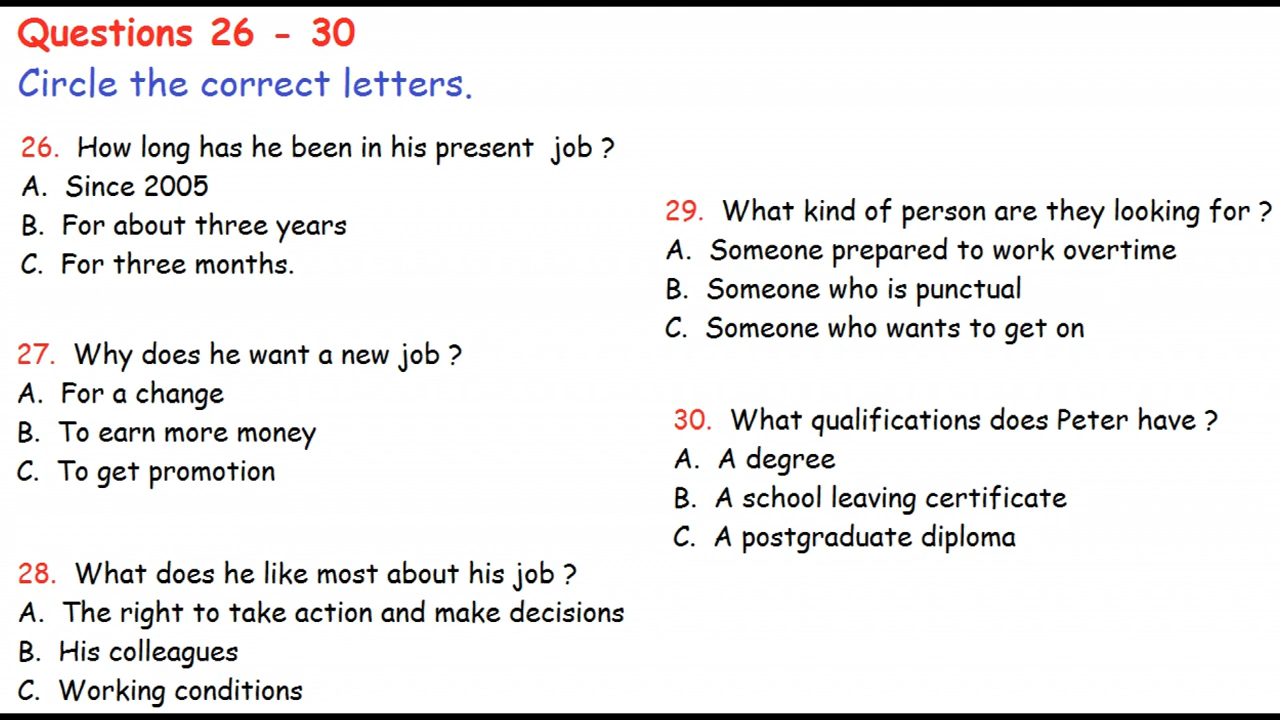 Questions 26 - 30
Circle the correct letters.
26. How long has he been in his present job ?
A. Since 2005
B. For about three years
C. For three months.
27. Why does he want a new job ?
A. For a change
B. To earn more money
C. To get promotion
28. What does he like most about his job ?
A. The right to take action and make decisions
B. His colleagues
C. Working conditions
29. What kind of person are they looking for ?
A. Someone prepared to work overtime
B. Someone who is punctual
C. Someone who wants to get on
30. What qualifications does Peter have ?
A. A degree
B. A school leaving certificate
C. A postgraduate diploma